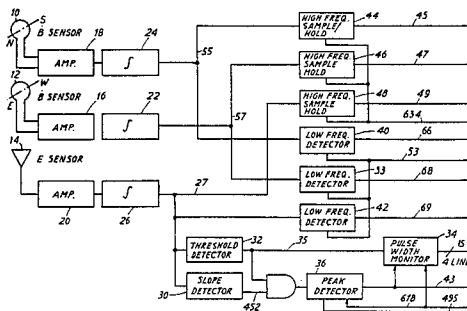 10
S
N
B SENSOR
18
AMP.
24
∫
55
HIGH FREQ. SAMPLE/ HOLD
44
45
12
W
E
B SENSOR
16
AMP.
22
∫
57
HIGH FREQ. SAMPLE HOLD
46
47
HIGH FREQ. SAMPLE HOLD
48
49
634
LOW FREQ. DETECTOR
40
66
53
14
E SENSOR
LOW FREQ. DETECTOR
33
68
AMP.
20
∫
26
27
LOW FREQ. DETECTOR
42
69
THRESHOLD DETECTOR
32
35
PULSE WIDTH MONITOR
34
15
4 LINE
SLOPE DETECTOR
30
452
36
PEAK DETECTOR
43
618
495